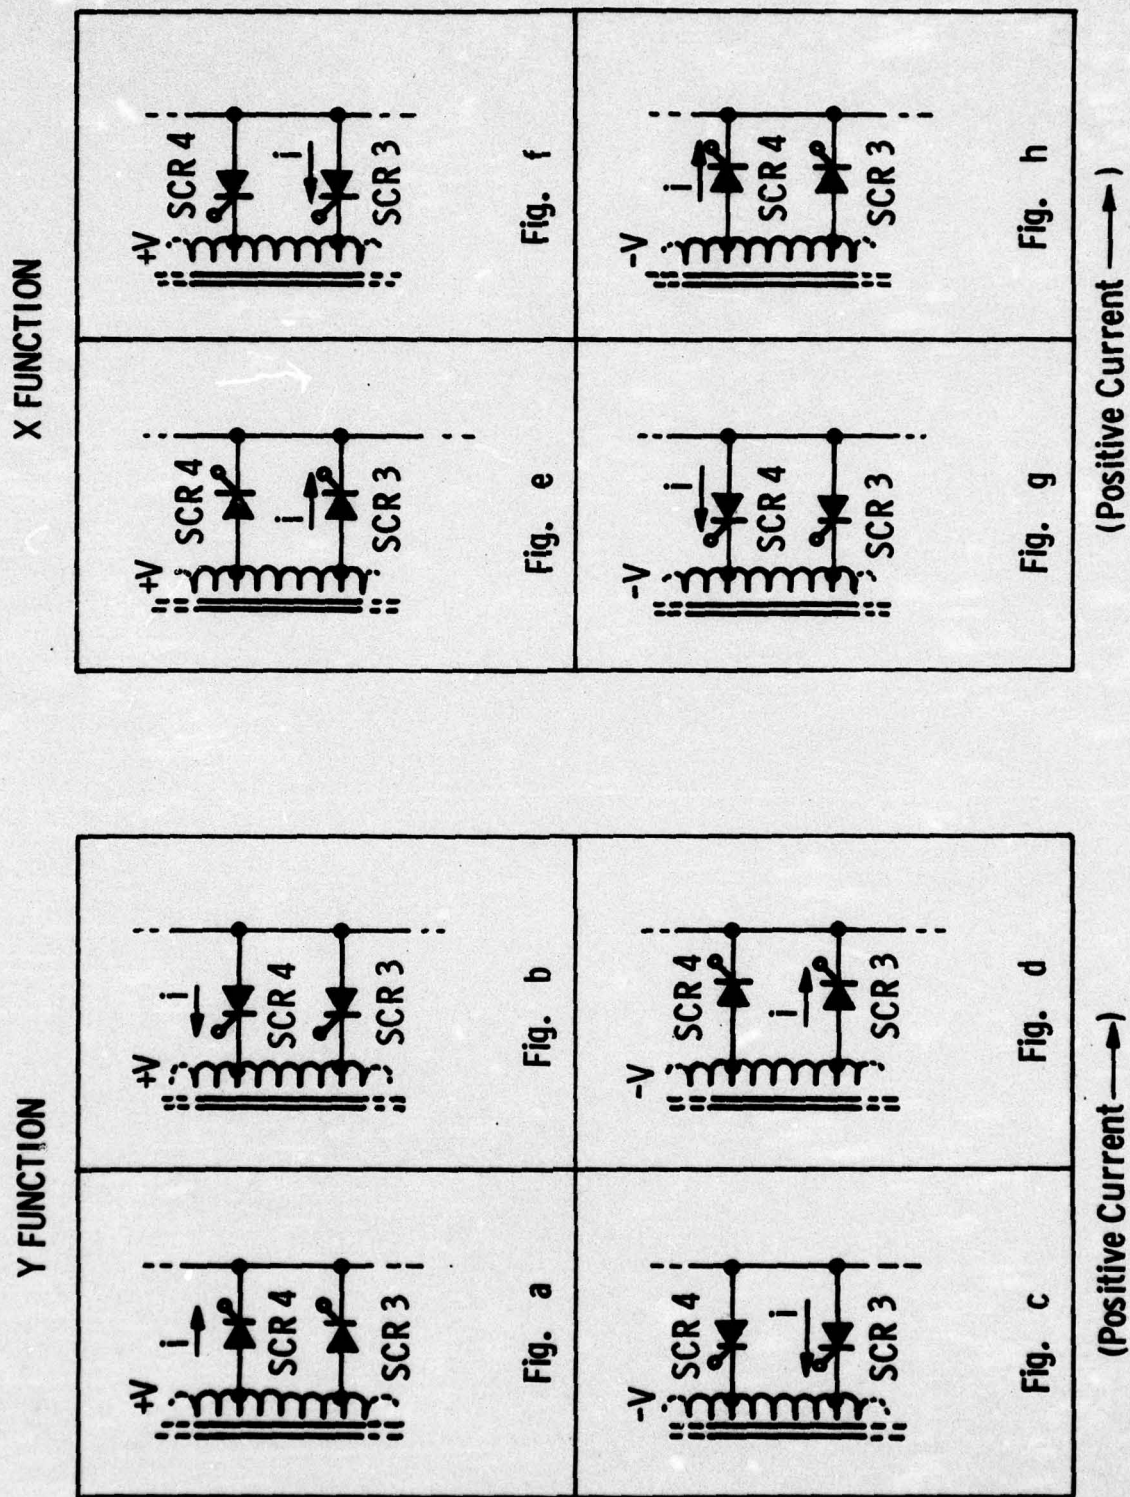 Y FUNCTION
+V
i
SCR 4
SCR 3
Fig. a
+V
i
SCR 4
SCR 3
Fig. b
-V
SCR 4
i
SCR 3
Fig. c
-V
SCR 4
i
SCR 3
Fig. d
(Positive Current
)
X FUNCTION
+V
SCR 4
i
SCR 3
Fig. e
+V
SCR 4
i
SCR 3
Fig. f
-V
i
SCR 4
SCR 3
Fig. g
-V
i
SCR 4
SCR 3
Fig. h
(Positive Current
)